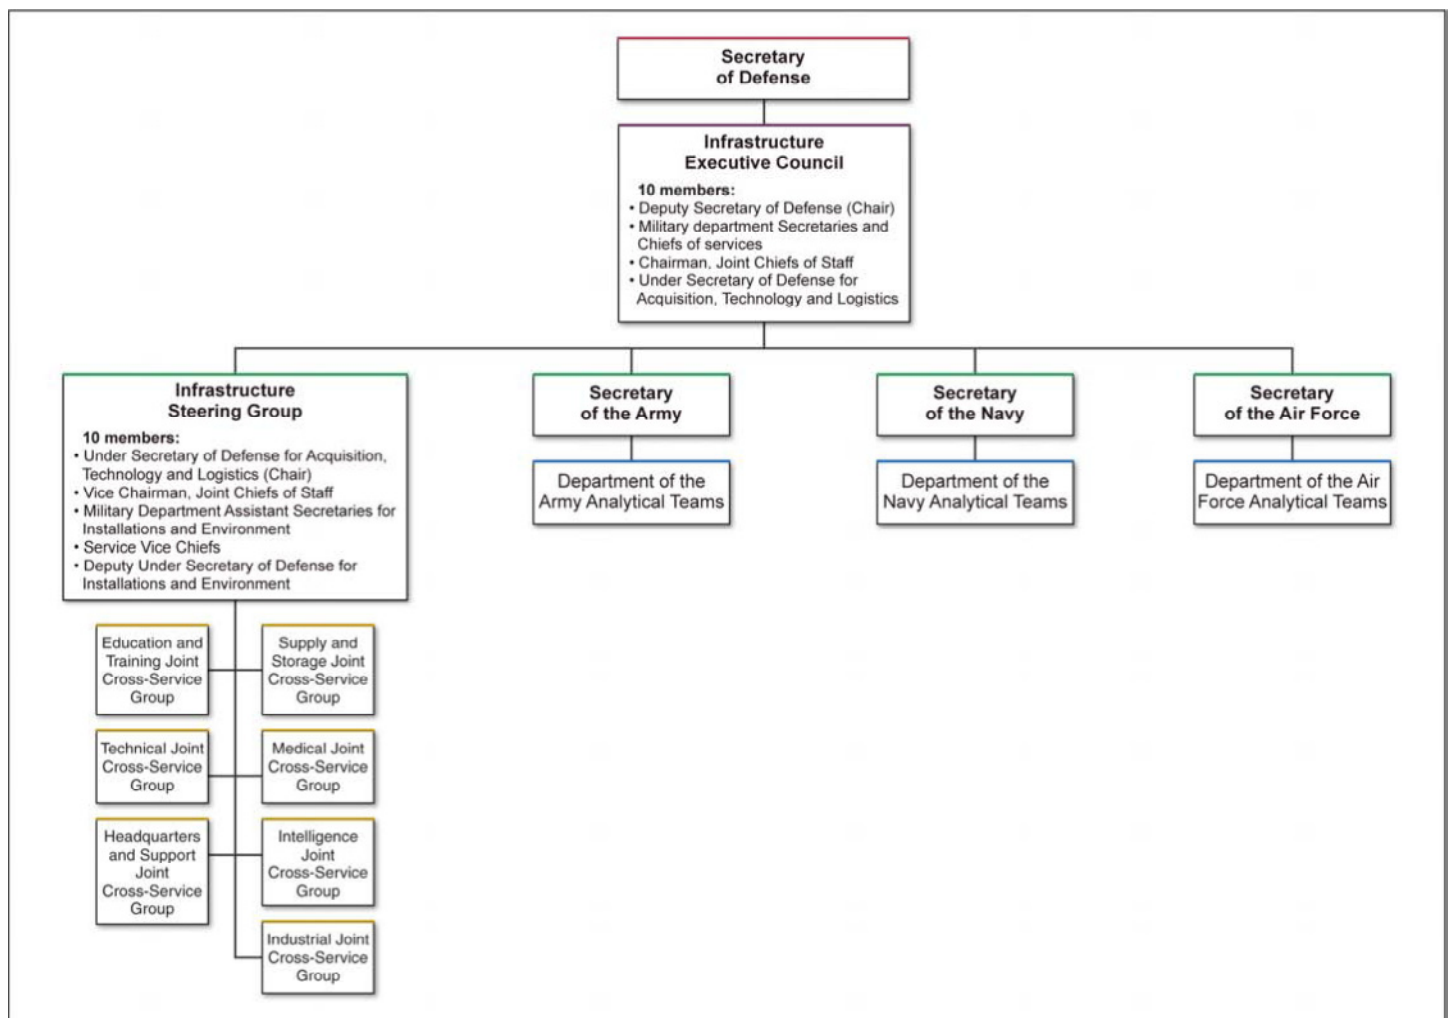 Secretary
of Defense
Infrastructure
Executive Council
10 members:
• Deputy Secretary of Defense (Chair)
• Military department Secretaries and
Chiefs of services
• Chairman, Joint Chiefs of Staff
• Under Secretary of Defense for
Acquisition, Technology and Logistics
Infrastructure
Steering Group
10 members:
• Under Secretary of Defense for Acquisition,
Technology and Logistics (Chair)
• Vice Chairman, Joint Chiefs of Staff
• Military Department Assistant Secretaries for
Installations and Environment
• Service Vice Chiefs
• Deputy Under Secretary of Defense for
Installations and Environment
Secretary
of the Army
Department of the
Army Analytical Teams
Secretary
of the Navy
Department of the
Navy Analytical Teams
Secretary
of the Air Force
Department of the Air
Force Analytical Teams
Education and
Training Joint
Cross-Service
Group
Supply and
Storage Joint
Cross-Service
Group
Technical Joint
Cross-Service
Group
Medical Joint
Cross-Service
Group
Headquarters
and Support
Joint
Cross-Service
Group
Intelligence
Joint
Cross-Service
Group
Industrial Joint
Cross-Service
Group